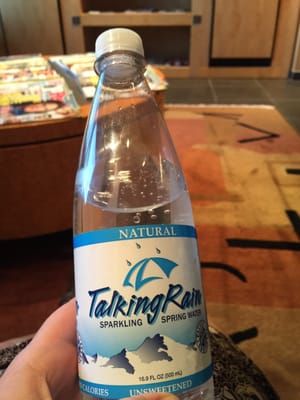 NATURAL
TalkingRain
SPARKLING SPRING WATER
16.9 FL OZ (500 mL)
CALORIES UNSWEETENED